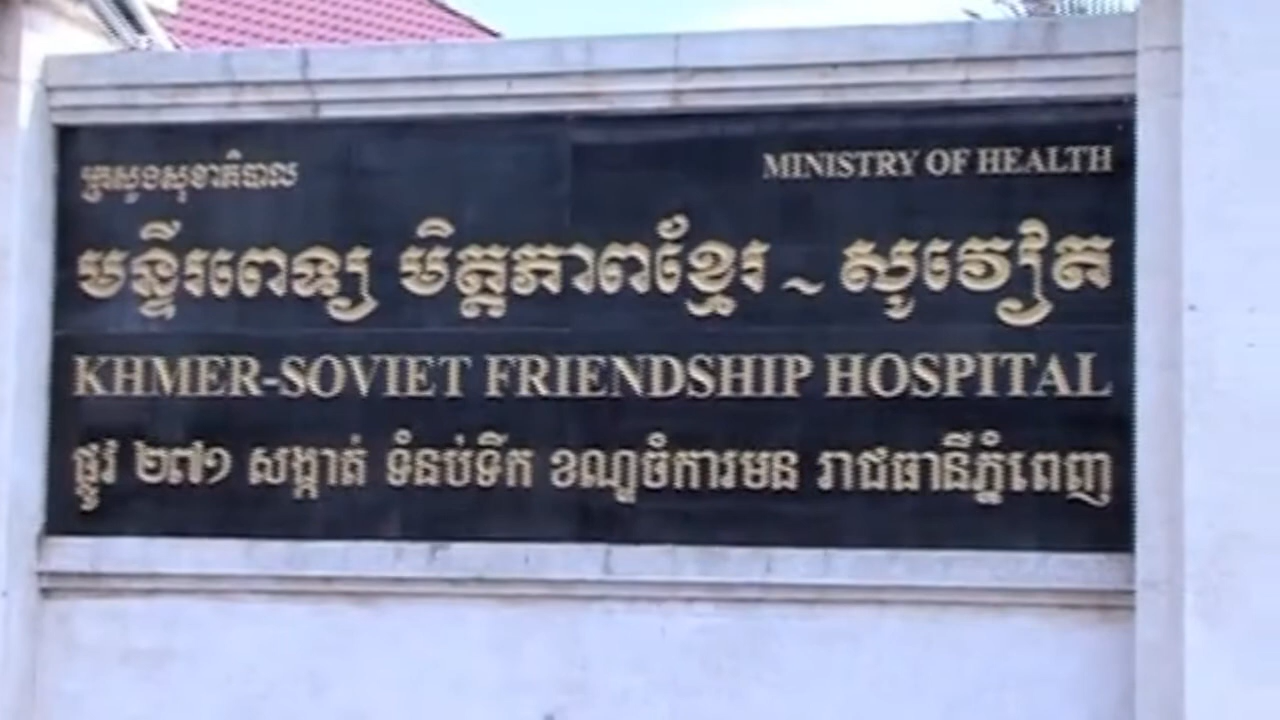 ក្រសួងសុខាភិបាល
MINISTRY OF HEALTH
មន្ទីរពេទ្យ មិត្តភាពខ្មែរ ~ សូវៀត
KHMER-SOVIET FRIENDSHIP HOSPITAL
ផ្លូវ ២៧១ សង្កាត់ ទំនប់ទឹក ខណ្ឌចំការមន រាជធានីភ្នំពេញ